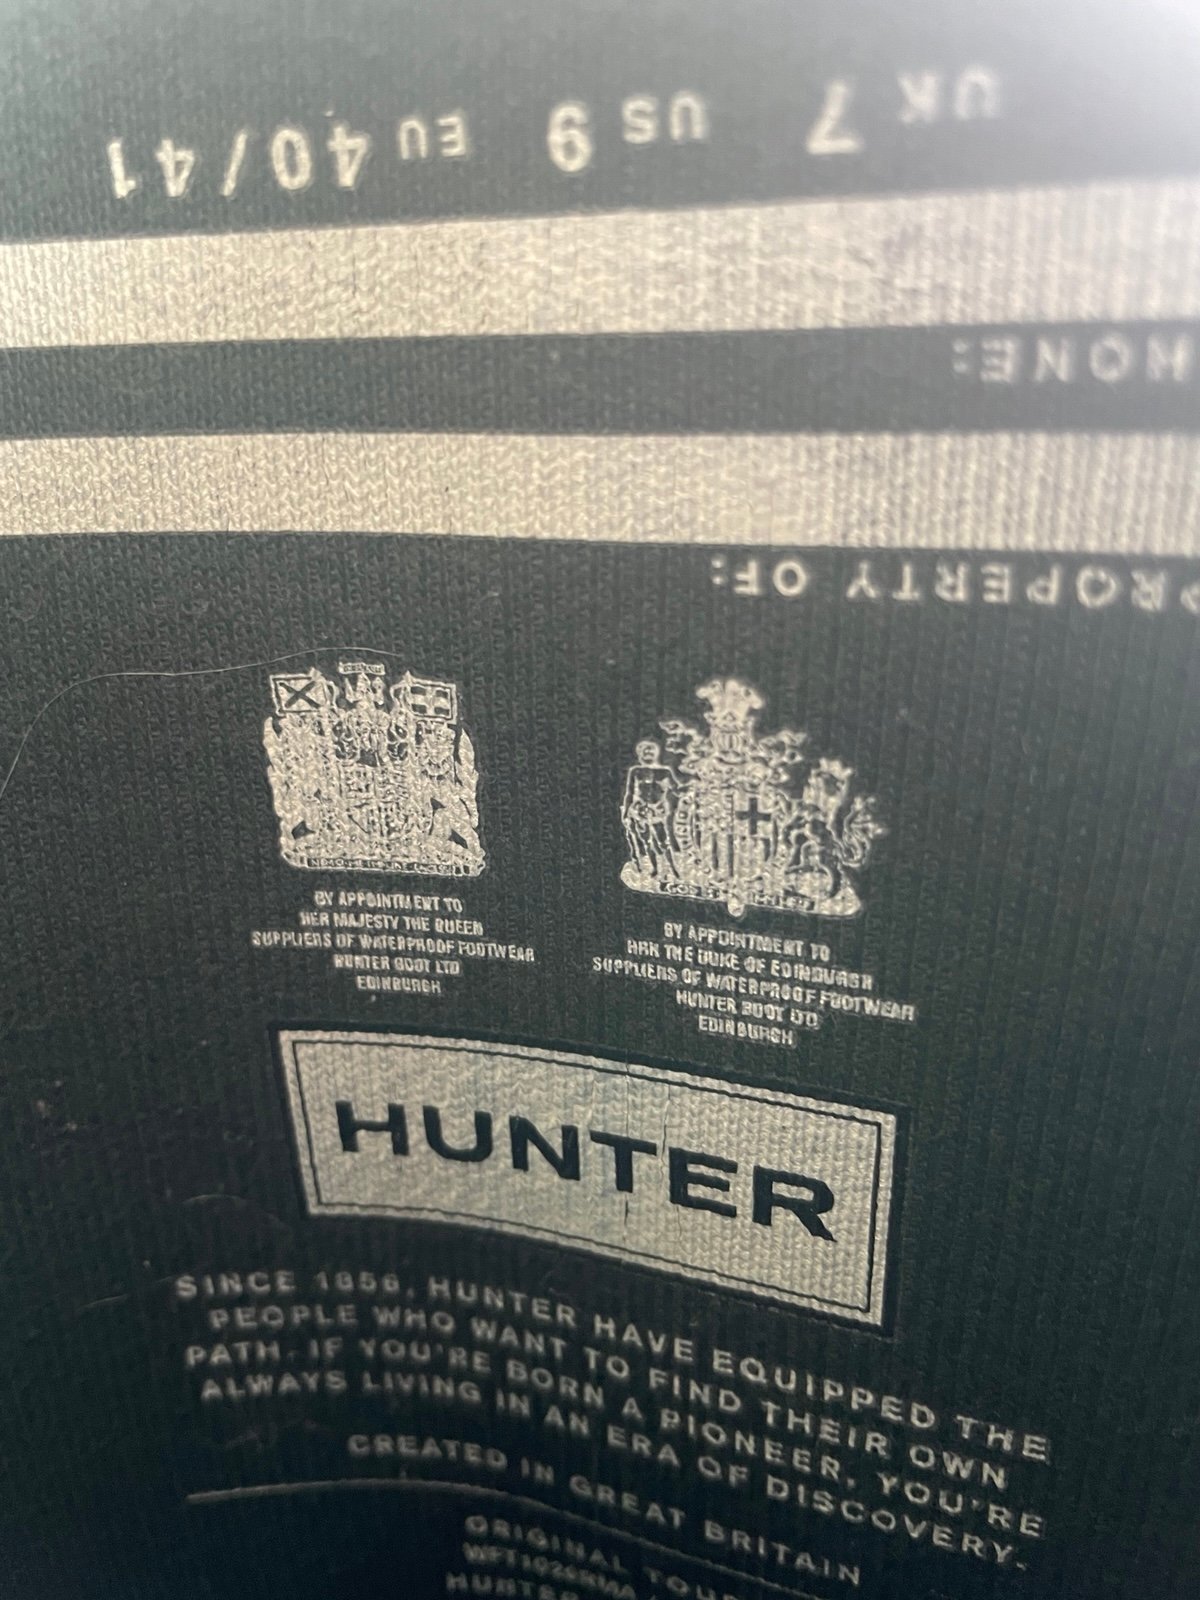 UK 7 US 9 EU 40/41
HONE:
PROPERTY OF:
BY APPOINTMENT TO
HER MAJESTY THE QUEEN
SUPPLIERS OF WATERPROOF FOOTWEAR
HUNTER BOOT LTD
EDINBURGH
BY APPOINTMENT TO
HRH THE DUKE OF EDINBURGH
SUPPLIERS OF WATERPROOF FOOTWEAR
HUNTER BOOT LTD
EDINBURGH
HUNTER
SINCE 1856, HUNTER HAVE EQUIPPED THE
PEOPLE WHO WANT TO FIND THEIR OWN
PATH. IF YOU'RE BORN A PIONEER, YOU'RE
ALWAYS LIVING IN AN ERA OF DISCOVERY.
CREATED IN GREAT BRITAIN
ORIGINAL TOUR
HUNTER